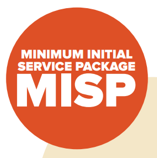 MINIMUM INITIAL
SERVICE PACKAGE
MISP